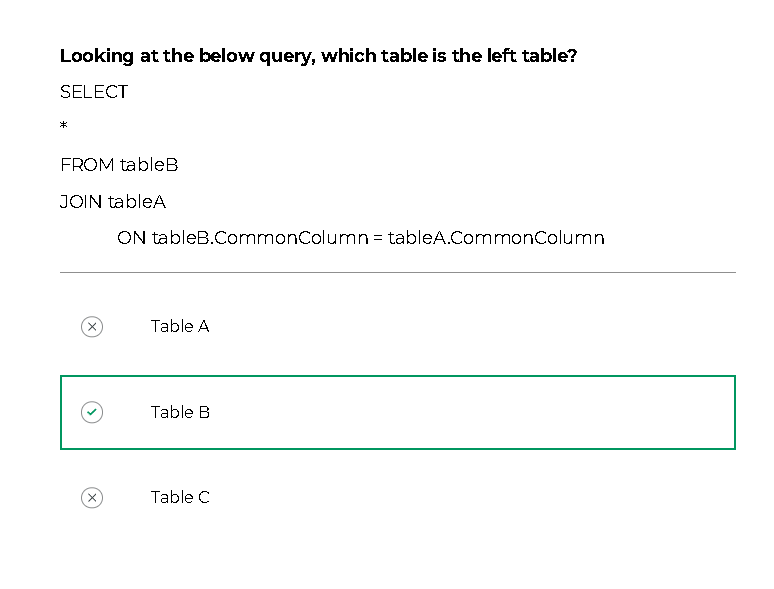 Looking at the below query, which table is the left table?
SELECT
*
FROM tableB
JOIN tableA
ON tableB.CommonColumn = tableA.CommonColumn
Table A
Table B
Table C